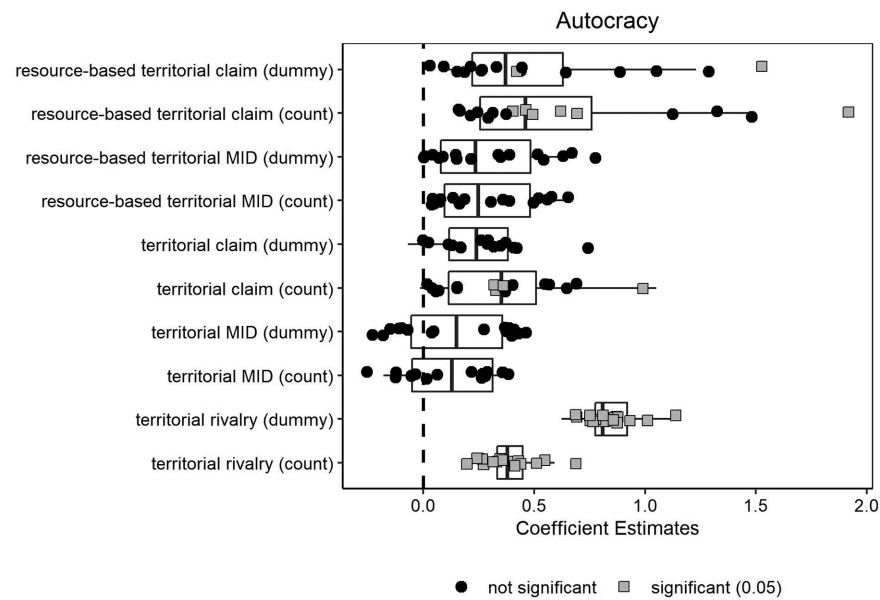 Autocracy
resource-based territorial claim (dummy)
resource-based territorial claim (count)
resource-based territorial MID (dummy)
resource-based territorial MID (count)
territorial claim (dummy)
territorial claim (count)
territorial MID (dummy)
territorial MID (count)
territorial rivalry (dummy)
territorial rivalry (count)
0.0 0.5 1.0 1.5 2.0
Coefficient Estimates
not significant significant (0.05)